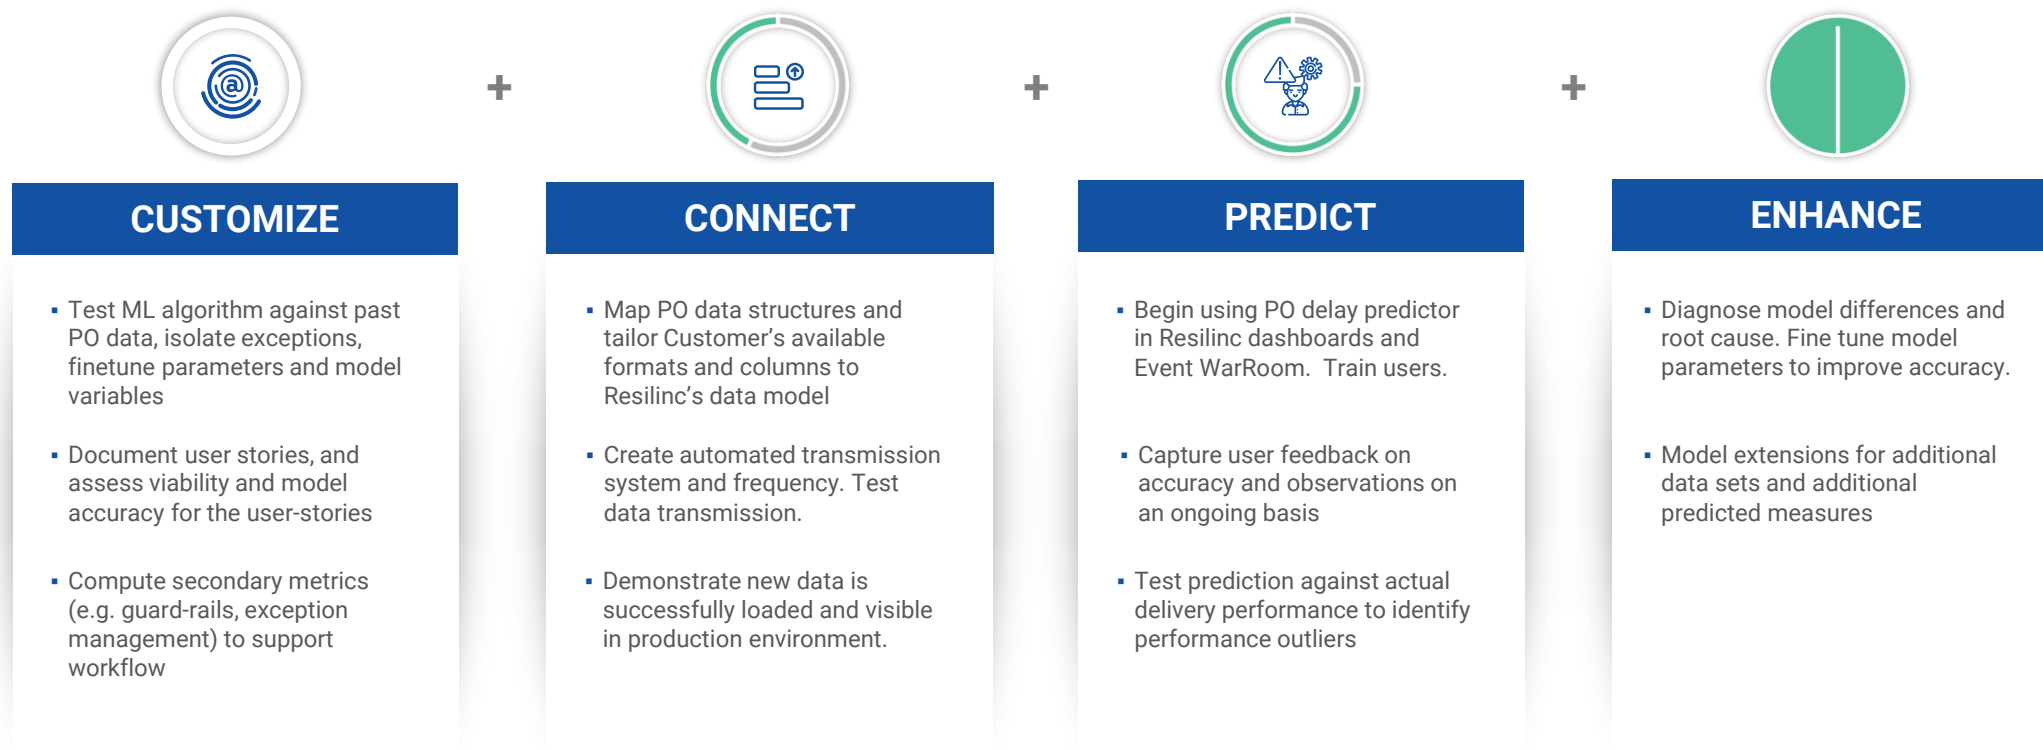 CUSTOMIZE
▪ Test ML algorithm against past
PO data, isolate exceptions,
finetune parameters and model
variables
▪ Document user stories, and
assess viability and model
accuracy for the user-stories
▪ Compute secondary metrics
(e.g. guard-rails, exception
management) to support
workflow
CONNECT
▪ Map PO data structures and
tailor Customer’s available
formats and columns to
Resilinc’s data model
▪ Create automated transmission
system and frequency. Test
data transmission.
▪ Demonstrate new data is
successfully loaded and visible
in production environment.
PREDICT
▪ Begin using PO delay predictor
in Resilinc dashboards and
Event WarRoom.  Train users.
▪ Capture user feedback on
accuracy and observations on
an ongoing basis
▪ Test prediction against actual
delivery performance to identify
performance outliers
ENHANCE
▪ Diagnose model differences and
root cause. Fine tune model
parameters to improve accuracy.
▪ Model extensions for additional
data sets and additional
predicted measures